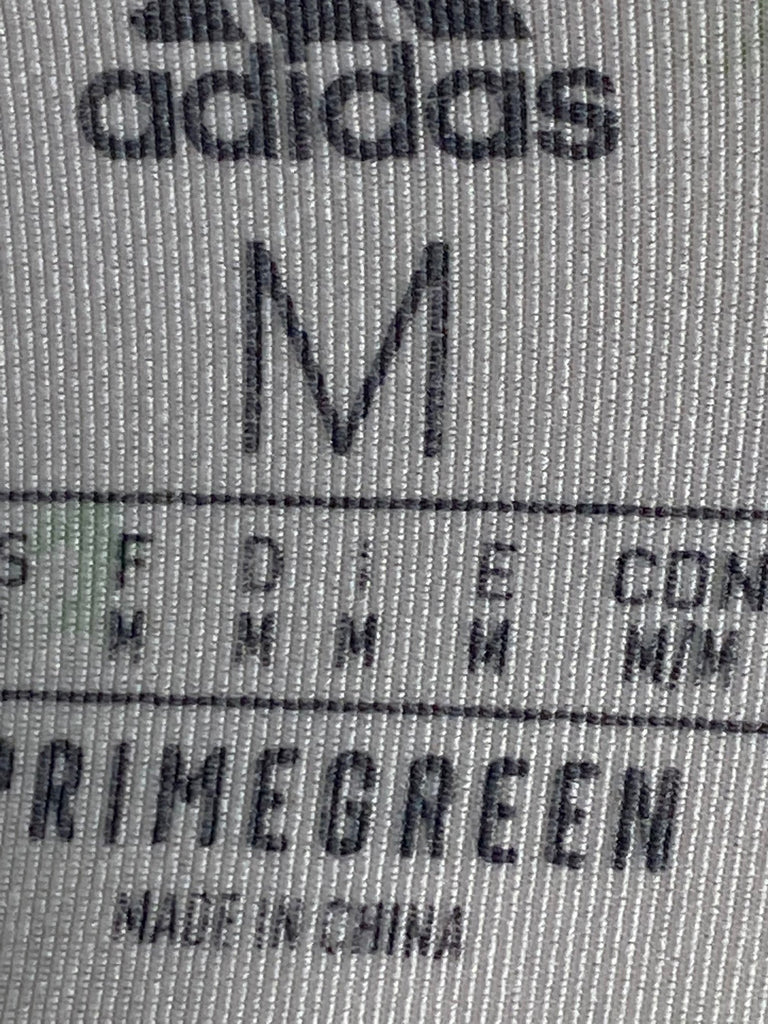 adidas
M
S F D i E CON
M M M M M/M
PRIMEGREEN
MADE IN CHINA